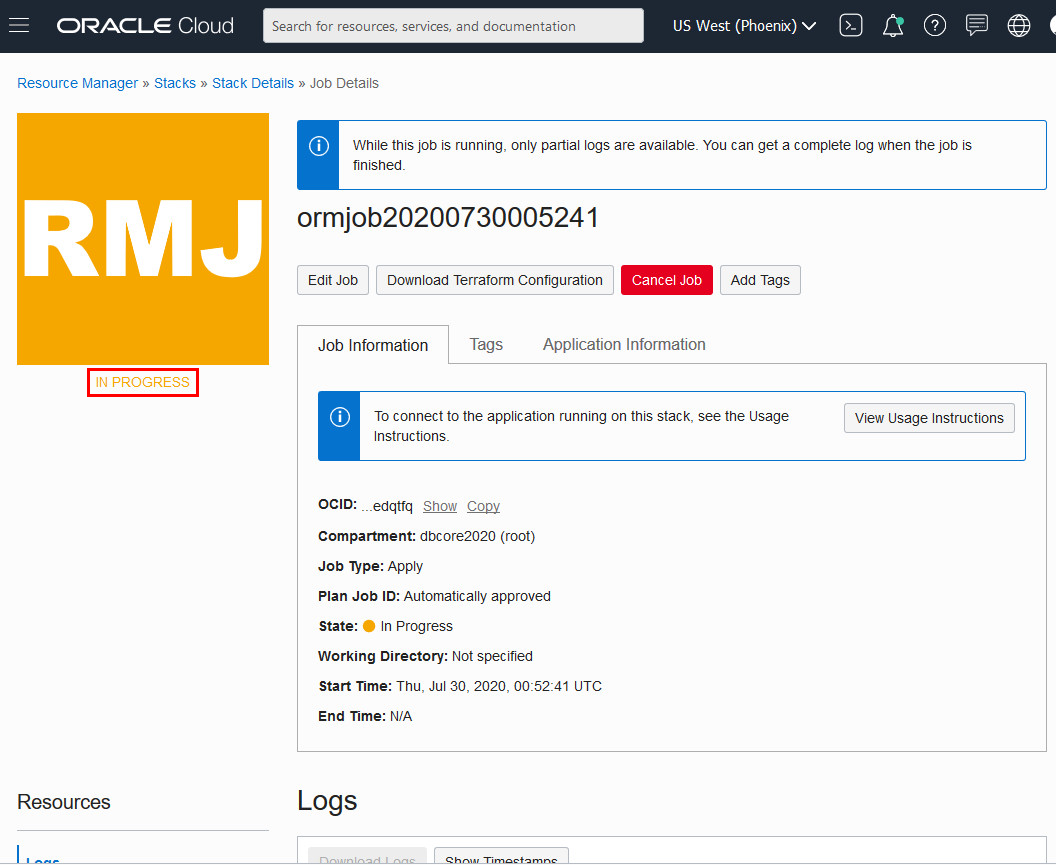 ORACLE Cloud
Search for resources, services, and documentation
US West (Phoenix)
Resource Manager » Stacks » Stack Details » Job Details
RMJ
IN PROGRESS
While this job is running, only partial logs are available. You can get a complete log when the job is
finished.
ormjob20200730005241
Edit Job
Download Terraform Configuration
Cancel Job
Add Tags
Job Information
Tags
Application Information
To connect to the application running on this stack, see the Usage
Instructions.
View Usage Instructions
OCID: ...edqtfq Show Copy
Compartment: dbcore2020 (root)
Job Type: Apply
Plan Job ID: Automatically approved
State: In Progress
Working Directory: Not specified
Start Time: Thu, Jul 30, 2020, 00:52:41 UTC
End Time: N/A
Resources
Logs
Logs
Download Logs
Show Timestamps